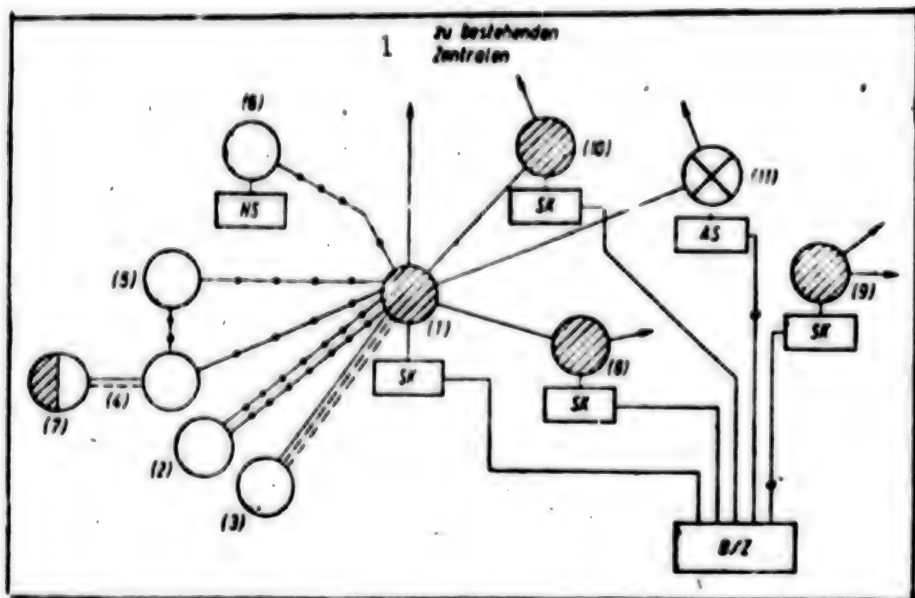 1 zu bestehenden
Zentralen
(6)
(10)
(11)
HS
SK
AS
(5)
(9)
(1)
SK
(8)
SK
SK
(4)
(7)
(2)
(3)
B/Z